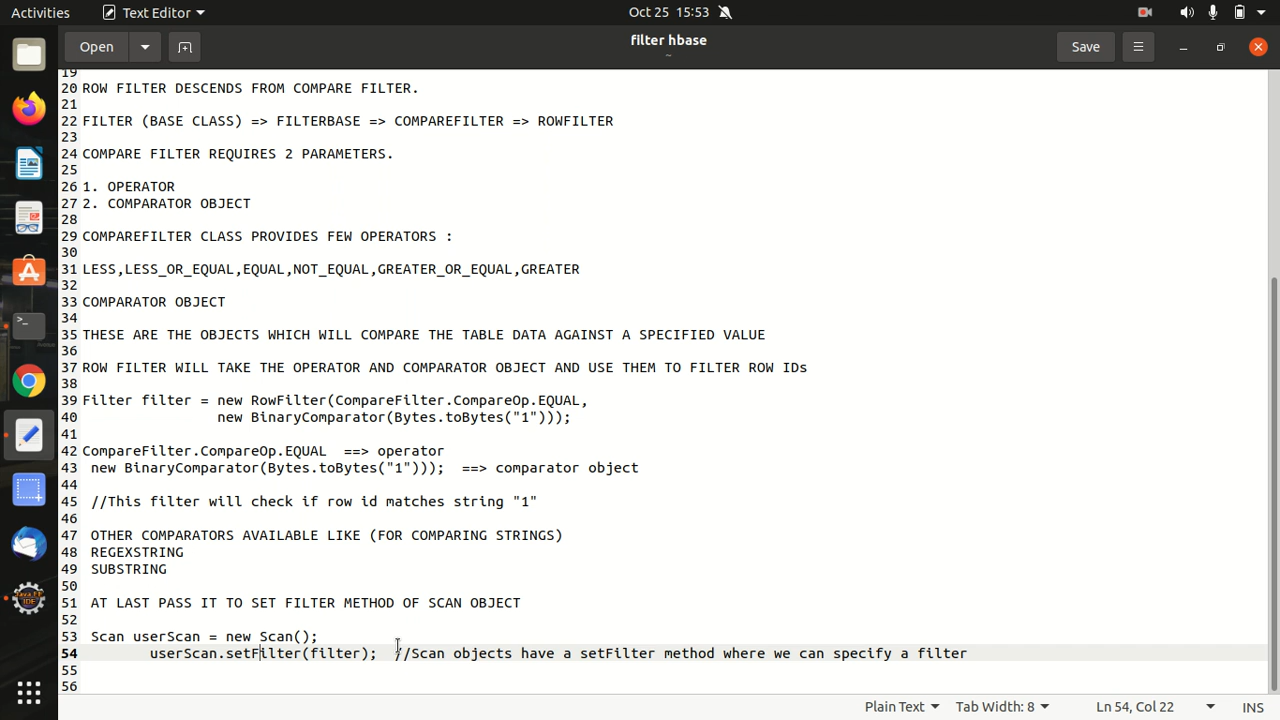 Activities Text Editor Oct 25 15:53
Open filter hbase Save
~
19
20 ROW FILTER DESCENDS FROM COMPARE FILTER.
21
22 FILTER (BASE CLASS) => FILTERBASE => COMPAREFILTER => ROWFILTER
23
24 COMPARE FILTER REQUIRES 2 PARAMETERS.
25
26 1. OPERATOR
27 2. COMPARATOR OBJECT
28
29 COMPAREFILTER CLASS PROVIDES FEW OPERATORS :
30
31 LESS,LESS_OR_EQUAL,EQUAL,NOT_EQUAL,GREATER_OR_EQUAL,GREATER
32
33 COMPARATOR OBJECT
34
35 THESE ARE THE OBJECTS WHICH WILL COMPARE THE TABLE DATA AGAINST A SPECIFIED VALUE
36
37 ROW FILTER WILL TAKE THE OPERATOR AND COMPARATOR OBJECT AND USE THEM TO FILTER ROW IDs
38
39 Filter filter = new RowFilter(CompareFilter.CompareOp.EQUAL,
40 new BinaryComparator(Bytes.toBytes("1")));
41
42 CompareFilter.CompareOp.EQUAL ==> operator
43 new BinaryComparator(Bytes.toBytes("1"))); ==> comparator object
44
45 //This filter will check if row id matches string "1"
46
47 OTHER COMPARATORS AVAILABLE LIKE (FOR COMPARING STRINGS)
48 REGEXSTRING
49 SUBSTRING
50
51 AT LAST PASS IT TO SET FILTER METHOD OF SCAN OBJECT
52
53 Scan userScan = new Scan();
54 userScan.setFilter(filter); //Scan objects have a setFilter method where we can specify a filter
55
56
Plain Text Tab Width: 8 Ln 54, Col 22 INS